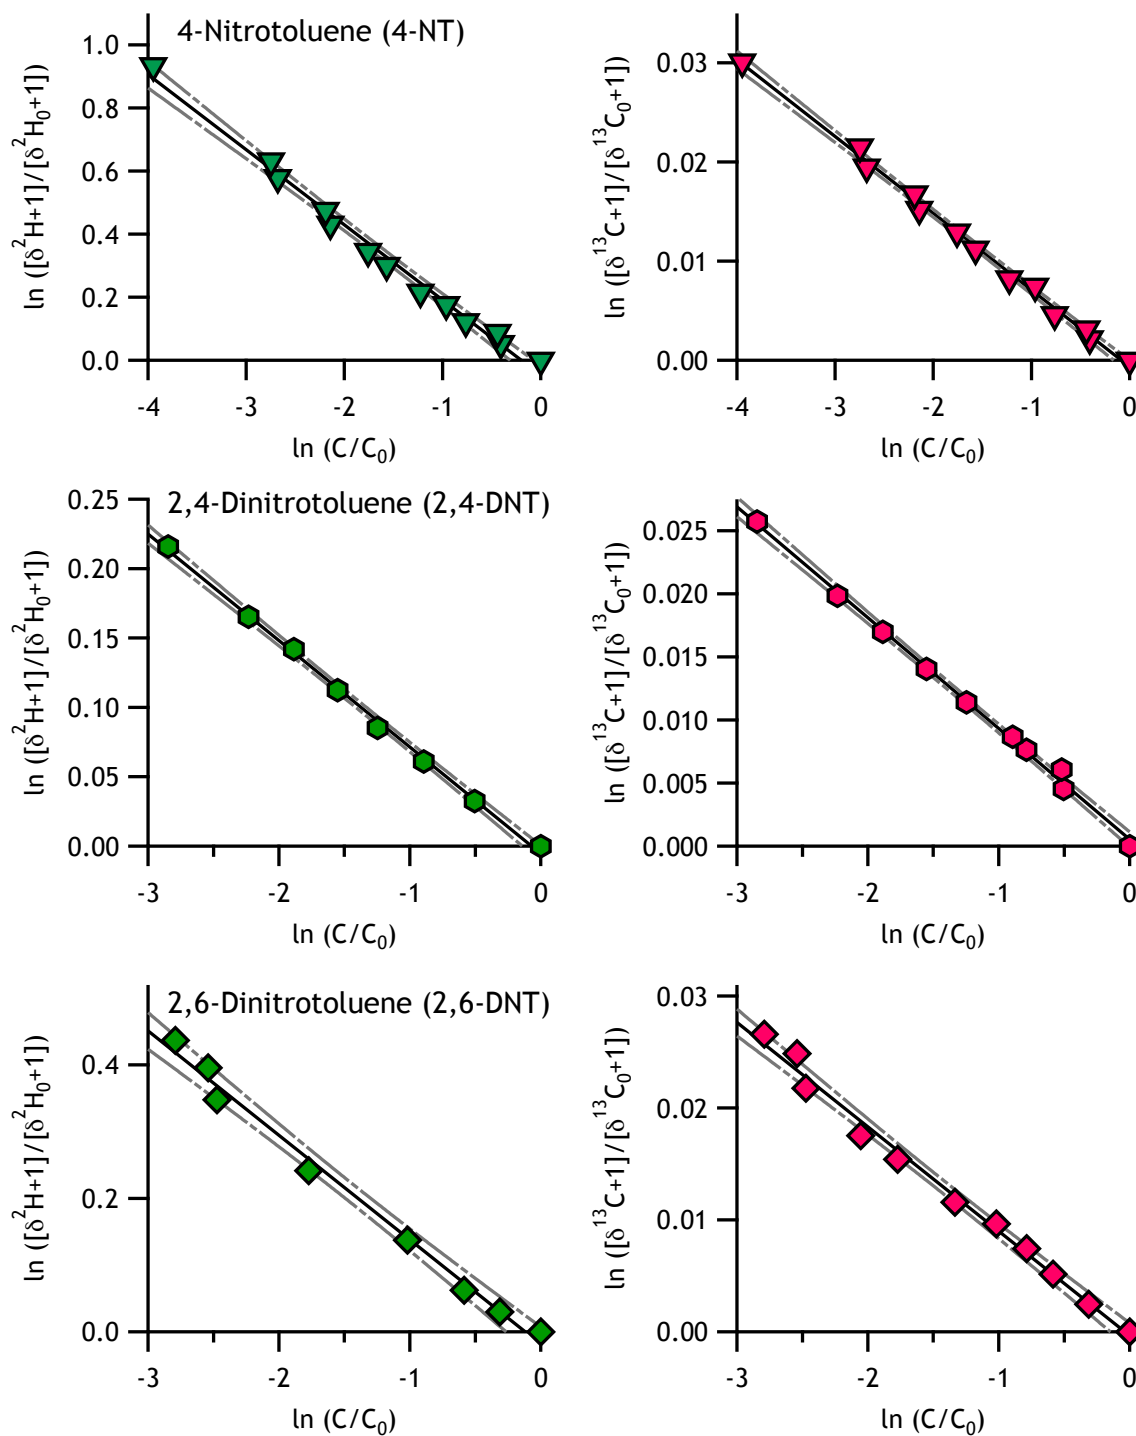 4-Nitrotoluene (4-NT)
ln ([δ²H+1]/[δ²H₀+1])
1.0
0.8
0.6
0.4
0.2
0.0
-4 -3 -2 -1 0
ln (C/C₀)
ln ([δ¹³C+1]/[δ¹³C₀+1])
0.03
0.02
0.01
0.00
-4 -3 -2 -1 0
ln (C/C₀)
2,4-Dinitrotoluene (2,4-DNT)
ln ([δ²H+1]/[δ²H₀+1])
0.25
0.20
0.15
0.10
0.05
0.00
-3 -2 -1 0
ln (C/C₀)
ln ([δ¹³C+1]/[δ¹³C₀+1])
0.025
0.020
0.015
0.010
0.005
0.000
-3 -2 -1 0
ln (C/C₀)
2,6-Dinitrotoluene (2,6-DNT)
ln ([δ²H+1]/[δ²H₀+1])
0.4
0.2
0.0
-3 -2 -1 0
ln (C/C₀)
ln ([δ¹³C+1]/[δ¹³C₀+1])
0.03
0.02
0.01
0.00
-3 -2 -1 0
ln (C/C₀)